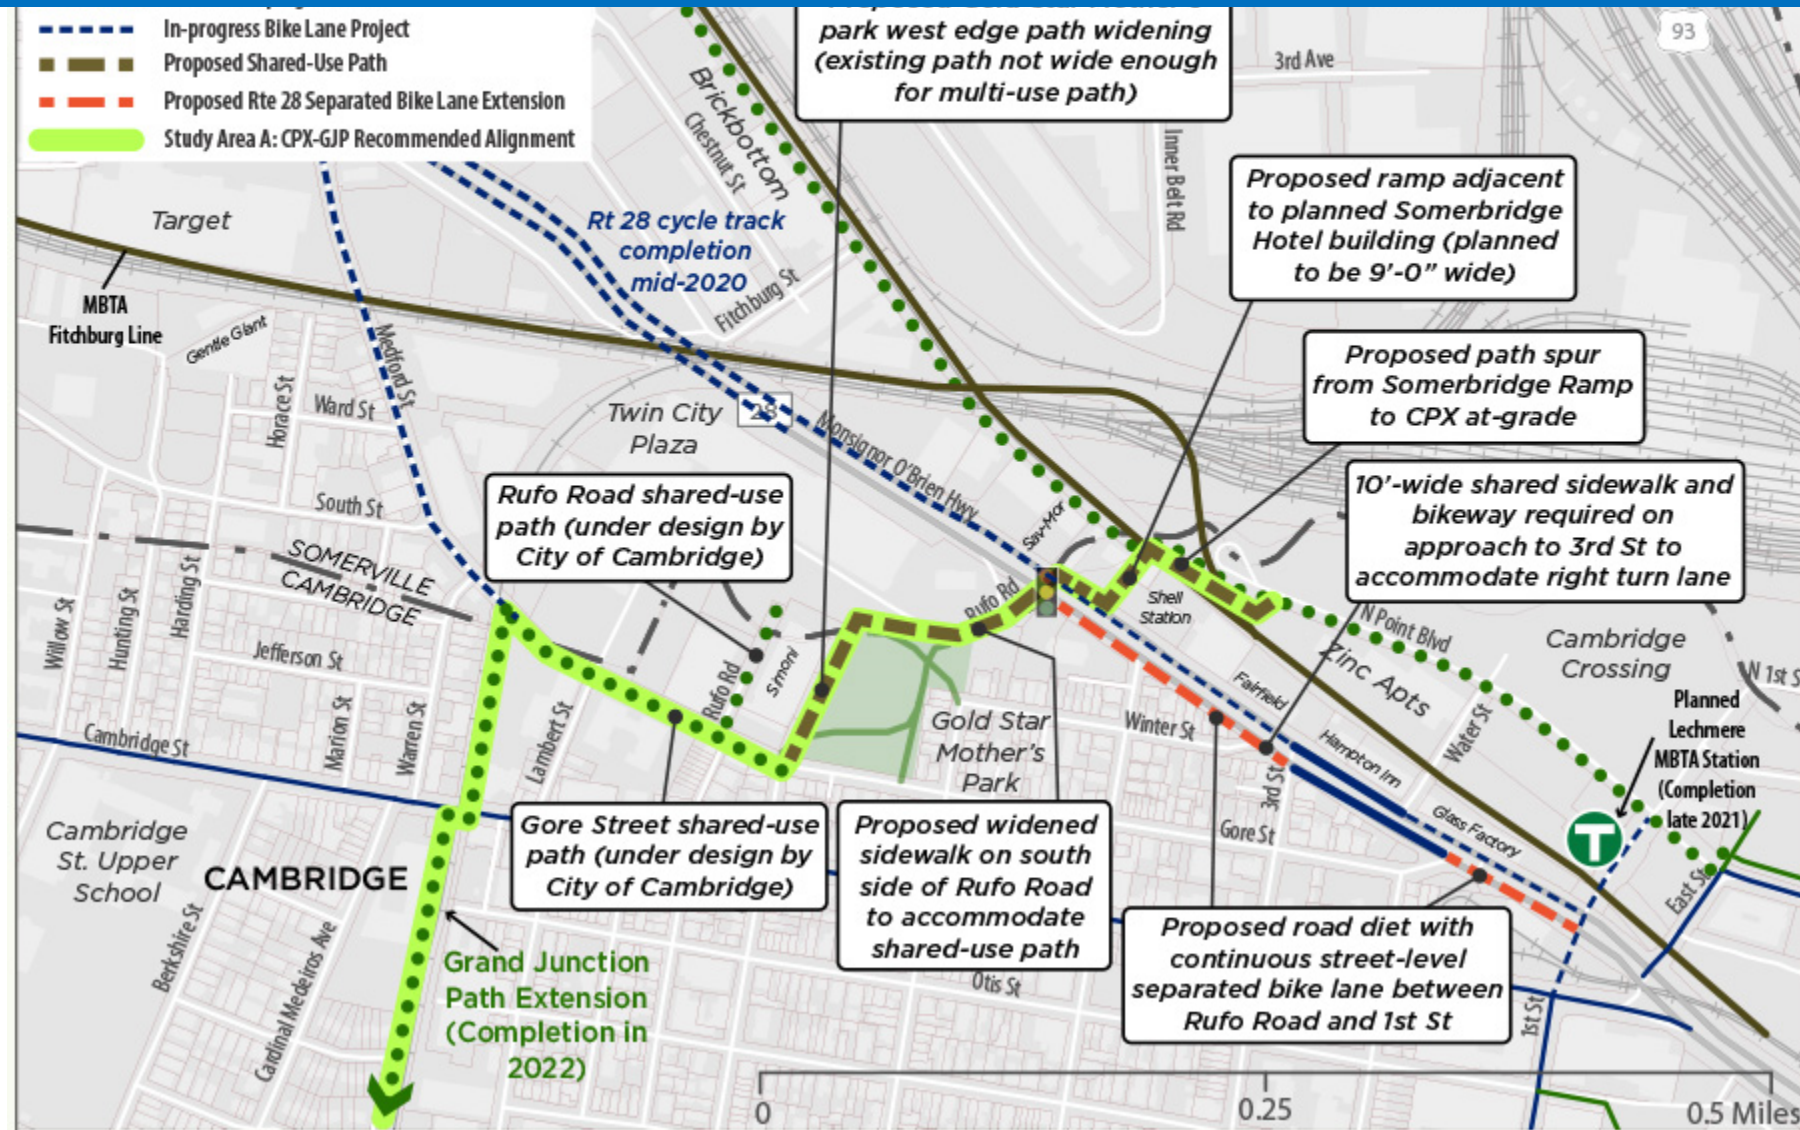 In-progress Bike Lane Project
Proposed Shared-Use Path
Proposed Rte 28 Separated Bike Lane Extension
Study Area A: CPX-GJP Recommended Alignment
park west edge path widening
(existing path not wide enough
for multi-use path)
93
3rd Ave
Brickbottom
Chestnut St
Inner Belt Rd
Proposed ramp adjacent
to planned Somerbridge
Hotel building (planned
to be 9'-0" wide)
Target
Rt 28 cycle track
completion
mid-2020
Fitchburg St
MBTA
Fitchburg Line
Gentle Giant
Medford St
Horace St
Ward St
Twin City
Plaza
28
Monsignor O'Brien Hwy
Proposed path spur
from Somerbridge Ramp
to CPX at-grade
South St
Rufo Road shared-use
path (under design by
City of Cambridge)
Sav-Mor
10'-wide shared sidewalk and
bikeway required on
approach to 3rd St to
accommodate right turn lane
SOMERVILLE
CAMBRIDGE
Willow St
Hunting St
Harding St
Jefferson St
Marion St
Warren St
Lambert St
Rufo Rd
Simoni
Rufo Rd
Shell
Station
N Point Blvd
Zinc Apts
Cambridge
Crossing
N 1st S
Cambridge St
Gold Star
Mother's
Park
Winter St
Fairfield
Hampton Inn
Water St
Planned
Lechmere
MBTA Station
(Completion
late 2021)
T
3rd St
Gore St
Glass Factory
East St
Cambridge
St. Upper
School
CAMBRIDGE
Gore Street shared-use
path (under design by
City of Cambridge)
Proposed widened
sidewalk on south
side of Rufo Road
to accommodate
shared-use path
Proposed road diet with
continuous street-level
separated bike lane between
Rufo Road and 1st St
Berkshire St
Cardinal Medeiros Ave
Grand Junction
Path Extension
(Completion in
2022)
Otis St
1st St
0
0.25
0.5 Miles